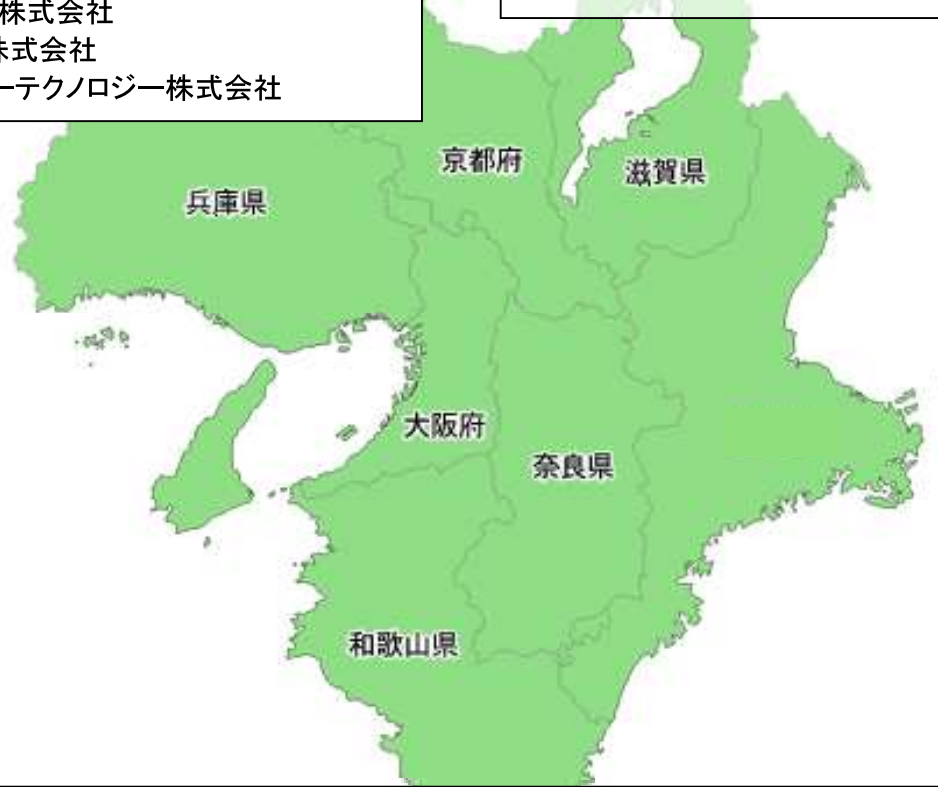 株式会社
株式会社
ーテクノロジー株式会社
京都府
滋賀県
兵庫県
大阪府
奈良県
和歌山県